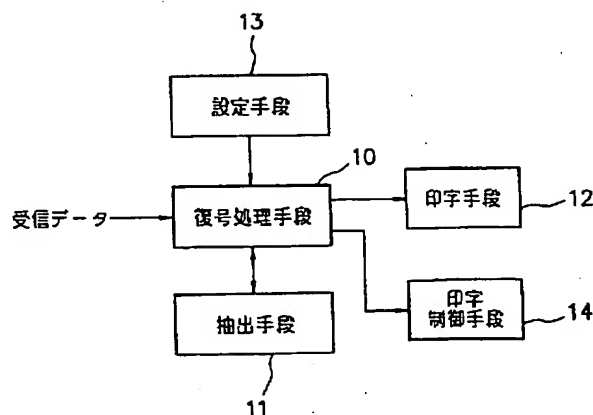 13
設定手段
10
受信データ
復号処理手段
印字手段
12
抽出手段
印字
制御手段
14
11